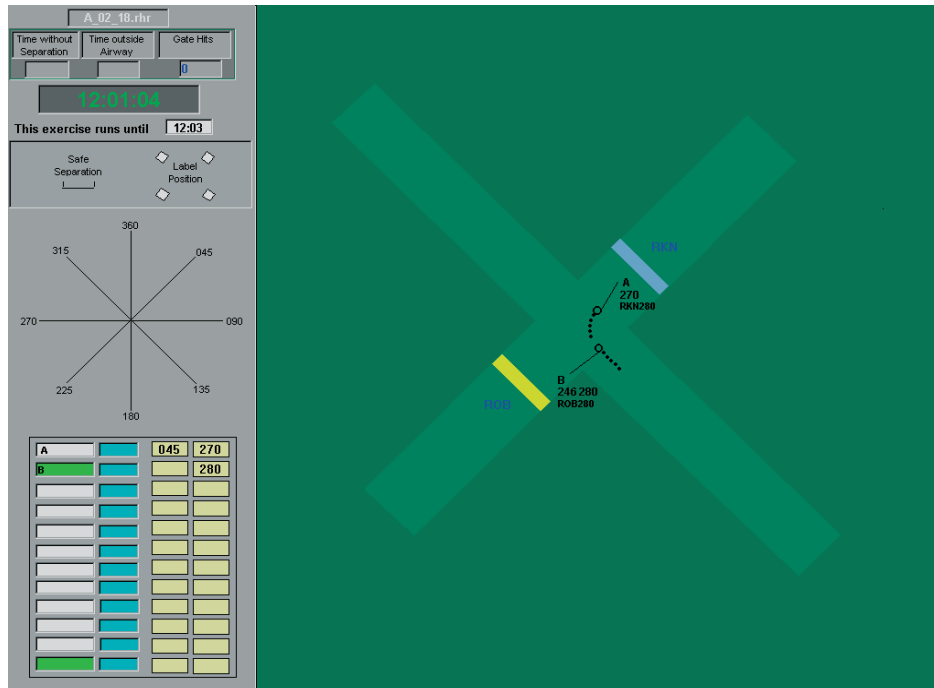 A_02_18.rhr
Time without
Separation
Time outside
Airway
Gate Hits
0
12:01:04
This exercise runs until 12:03
Safe
Separation
Label
Position
360
315
045
270
090
225
135
180
A 045 270
B 280
RKN
A
270
RKN280
B
246 280
ROB280
ROB